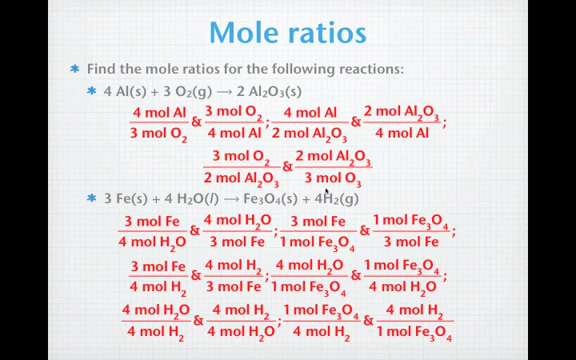 Mole ratios
* Find the mole ratios for the following reactions:
* 4 Al(s) + 3 O₂(g) → 2 Al₂O₃(s)
4 mol Al/3 mol O₂ & 3 mol O₂/4 mol Al; 4 mol Al/2 mol Al₂O₃ & 2 mol Al₂O₃/4 mol Al;
3 mol O₂/2 mol Al₂O₃ & 2 mol Al₂O₃/3 mol O₃
* 3 Fe(s) + 4 H₂O(l) → Fe₃O₄(s) + 4H₂(g)
3 mol Fe/4 mol H₂O & 4 mol H₂O/3 mol Fe; 3 mol Fe/1 mol Fe₃O₄ & 1 mol Fe₃O₄/3 mol Fe;
3 mol Fe/4 mol H₂ & 4 mol H₂/3 mol Fe; 4 mol H₂O/1 mol Fe₃O₄ & 1 mol Fe₃O₄/4 mol H₂O;
4 mol H₂O/4 mol H₂ & 4 mol H₂/4 mol H₂O; 1 mol Fe₃O₄/4 mol H₂ & 4 mol H₂/1 mol Fe₃O₄